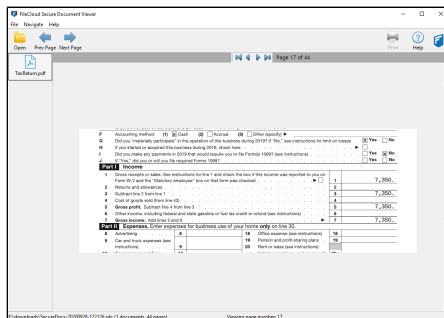 FileCloud Secure Document Viewer
File Navigate Help
Open Prev Page Next Page Print Help
Page 17 of 44
TaxReturn.pdf
F Accounting method: (1) Cash (2) Accrual (3) Other (specify) ►
G Did you "materially participate" in the operation of this business during 2019? If "No," see instructions for limit on losses Yes No
H If you started or acquired this business during 2019, check here ►
I Did you make any payments in 2019 that would require you to file Form(s) 1099? (see instructions) Yes No
J If "Yes," did you or will you file required Forms 1099? Yes No
Part I Income
1 Gross receipts or sales. See instructions for line 1 and check the box if this income was reported to you on
Form W-2 and the "Statutory employee" box on that form was checked ► 1 7,350.
2 Returns and allowances 2
3 Subtract line 2 from line 1 3 7,350.
4 Cost of goods sold (from line 42) 4
5 Gross profit. Subtract line 4 from line 3 5 7,350.
6 Other income, including federal and state gasoline or fuel tax credit or refund (see instructions) 6
7 Gross income. Add lines 5 and 6 ► 7 7,350.
Part II Expenses. Enter expenses for business use of your home only on line 30.
8 Advertising 8 18 Office expense (see instructions) 18
9 Car and truck expenses (see 19 Pension and profit-sharing plans 19
instructions) 9 20 Rent or lease (see instructions):
Viewing page number 17